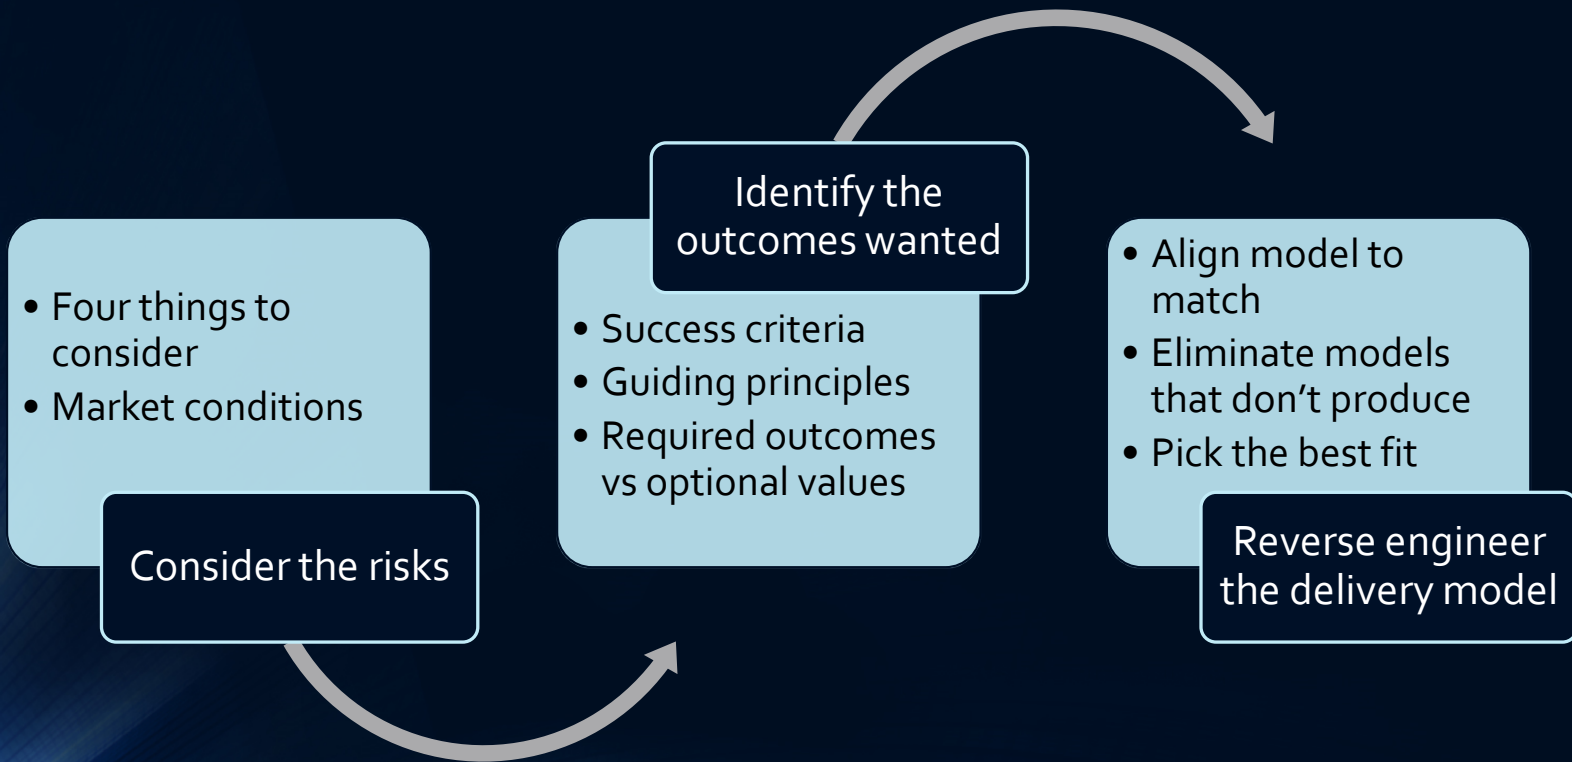 • Four things to
consider
• Market conditions
Consider the risks
Identify the
outcomes wanted
• Success criteria
• Guiding principles
• Required outcomes
vs optional values
• Align model to
match
• Eliminate models
that don’t produce
• Pick the best fit
Reverse engineer
the delivery model